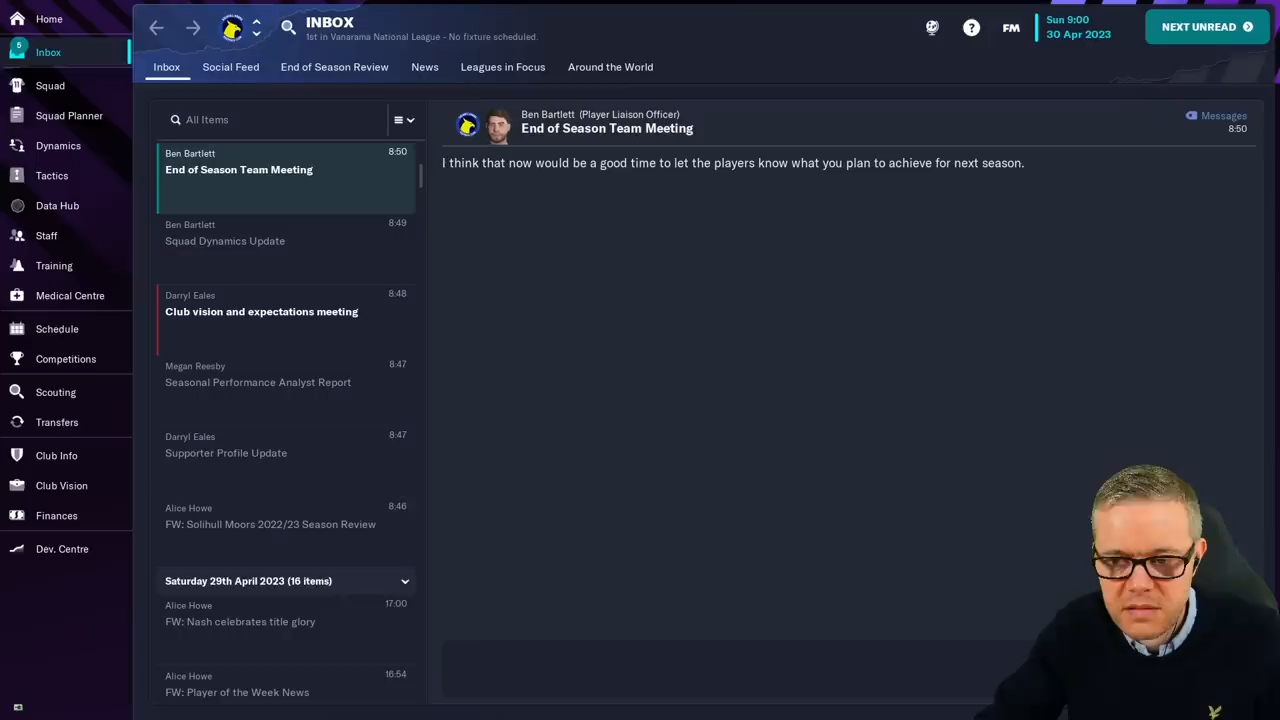 Home
5
Inbox
Squad
Squad Planner
Dynamics
Tactics
Data Hub
Staff
Training
Medical Centre
Schedule
Competitions
Scouting
Transfers
Club Info
Club Vision
Finances
Dev. Centre
INBOX
1st in Vanarama National League - No fixture scheduled.
?
FM
Sun 9:00
30 Apr 2023
NEXT UNREAD
Inbox
Social Feed
End of Season Review
News
Leagues in Focus
Around the World
All Items
Ben Bartlett
8:50
End of Season Team Meeting
Ben Bartlett
8:49
Squad Dynamics Update
Darryl Eales
8:48
Club vision and expectations meeting
Megan Reesby
8:47
Seasonal Performance Analyst Report
Darryl Eales
8:47
Supporter Profile Update
Alice Howe
8:46
FW: Solihull Moors 2022/23 Season Review
Saturday 29th April 2023 (16 items)
Alice Howe
17:00
FW: Nash celebrates title glory
Alice Howe
16:54
FW: Player of the Week News
Ben Bartlett (Player Liaison Officer)
End of Season Team Meeting
Messages
8:50
I think that now would be a good time to let the players know what you plan to achieve for next season.